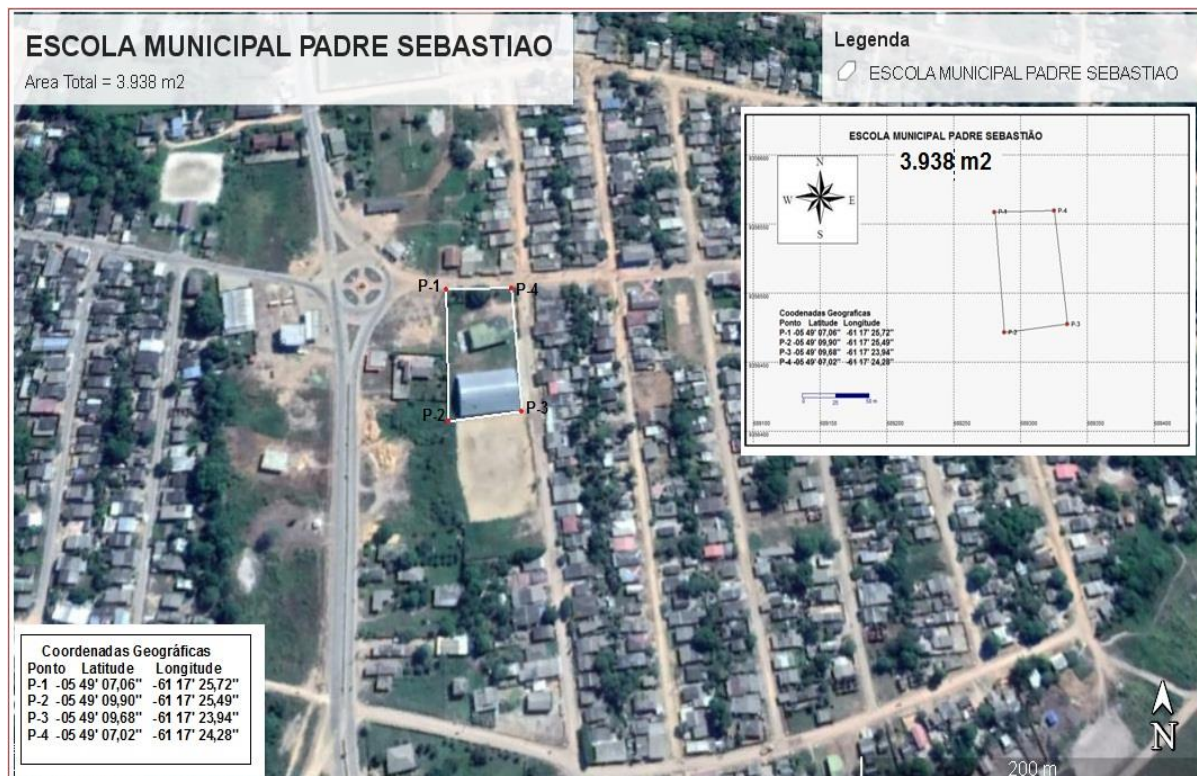 ESCOLA MUNICIPAL PADRE SEBASTIAO
Area Total = 3.938 m2
Legenda
ESCOLA MUNICIPAL PADRE SEBASTIAO
ESCOLA MUNICIPAL PADRE SEBASTIÃO
3.938 m2
N
W E
S
P-1 P-4
P-2 P-3
Coodenadas Geograficas
Ponto Latitude Longitude
P-1 -05 49' 07,06" -61 17' 25,72"
P-2 -05 49' 09,90" -61 17' 25,49"
P-3 -05 49' 09,68" -61 17' 23,94"
P-4 -05 49' 07,02" -61 17' 24,28"
P-1 P-4
P-2 P-3
Coordenadas Geográficas
Ponto Latitude Longitude
P-1 -05 49' 07,06" -61 17' 25,72"
P-2 -05 49' 09,90" -61 17' 25,49"
P-3 -05 49' 09,68" -61 17' 23,94"
P-4 -05 49' 07,02" -61 17' 24,28"
N
200 m